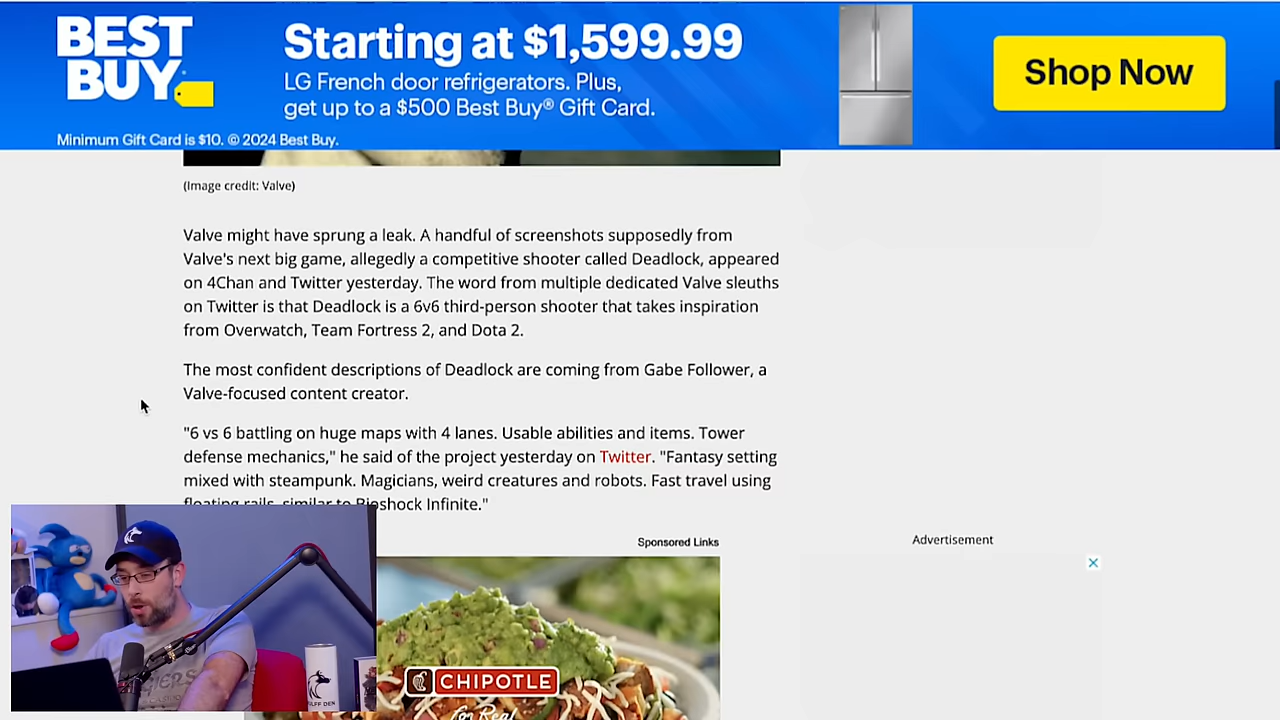 BEST
BUY
Starting at $1,599.99
LG French door refrigerators. Plus,
get up to a $500 Best Buy® Gift Card.
Shop Now
Minimum Gift Card is $10. © 2024 Best Buy.
(Image credit: Valve)
Valve might have sprung a leak. A handful of screenshots supposedly from
Valve's next big game, allegedly a competitive shooter called Deadlock, appeared
on 4Chan and Twitter yesterday. The word from multiple dedicated Valve sleuths
on Twitter is that Deadlock is a 6v6 third-person shooter that takes inspiration
from Overwatch, Team Fortress 2, and Dota 2.
The most confident descriptions of Deadlock are coming from Gabe Follower, a
Valve-focused content creator.
"6 vs 6 battling on huge maps with 4 lanes. Usable abilities and items. Tower
defense mechanics," he said of the project yesterday on Twitter. "Fantasy setting
mixed with steampunk. Magicians, weird creatures and robots. Fast travel using
floating rails, similar to Bioshock Infinite."
Sponsored Links
Advertisement
CHIPOTLE
for Real